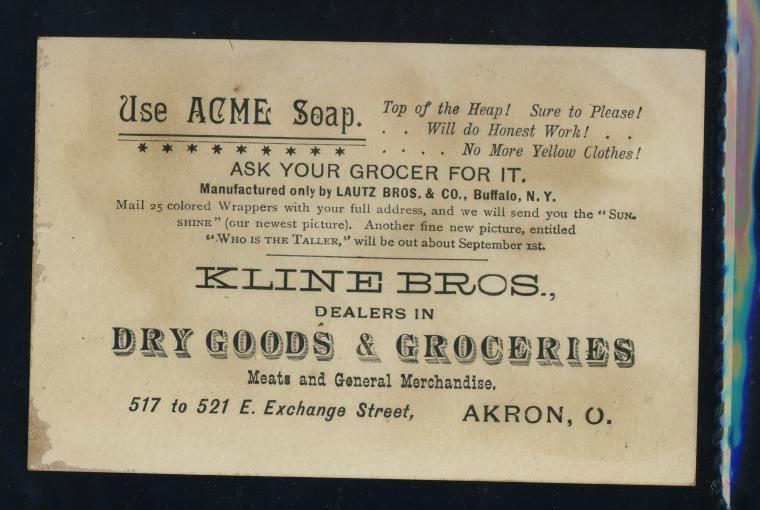 Use ACME Soap.
Top of the Heap! Sure to Please!
. . Will do Honest Work! . .
. . . . No More Yellow Clothes!
* * * * * * * * *
ASK YOUR GROCER FOR IT.
Manufactured only by LAUTZ BROS. & CO., Buffalo, N. Y.
Mail 25 colored Wrappers with your full address, and we will send you the "SUN-
SHINE" (our newest picture). Another fine new picture, entitled
"WHO IS THE TALLER," will be out about September 1st.
KLINE BROS.,
DEALERS IN
DRY GOODS & GROCERIES
Meats and General Merchandise.
517 to 521 E. Exchange Street, AKRON, O.